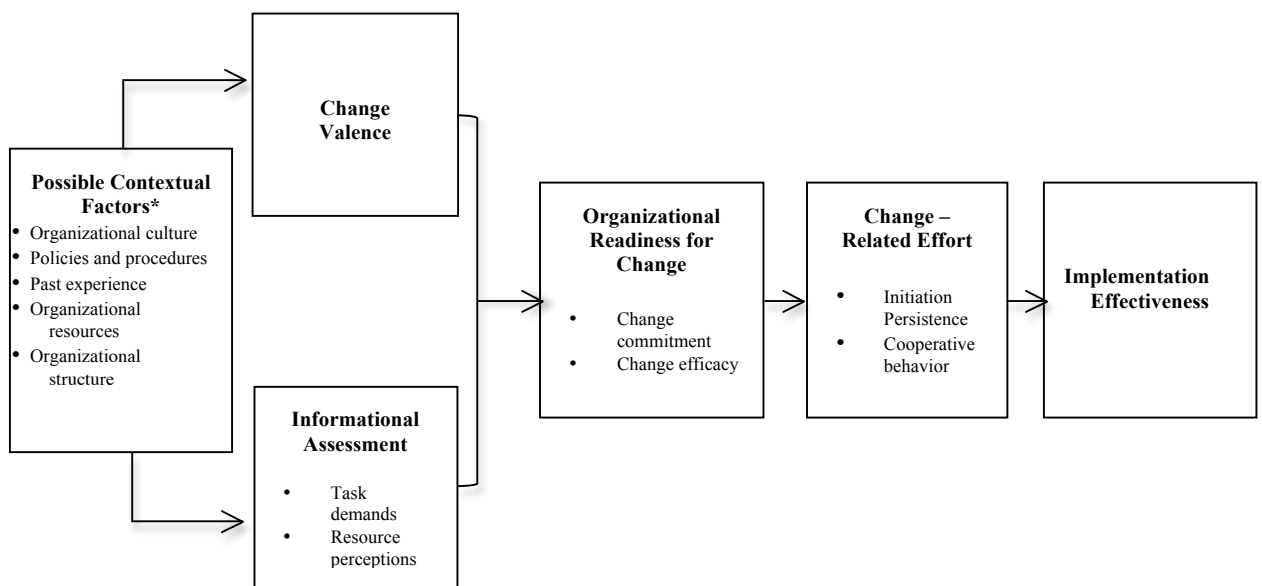 Change
Valence
Possible Contextual
Factors*
• Organizational culture
• Policies and procedures
• Past experience
• Organizational
resources
• Organizational
structure
Informational
Assessment
• Task
demands
• Resource
perceptions
Organizational
Readiness for
Change
• Change
commitment
• Change efficacy
Change –
Related Effort
• Initiation
Persistence
• Cooperative
behavior
Implementation
Effectiveness